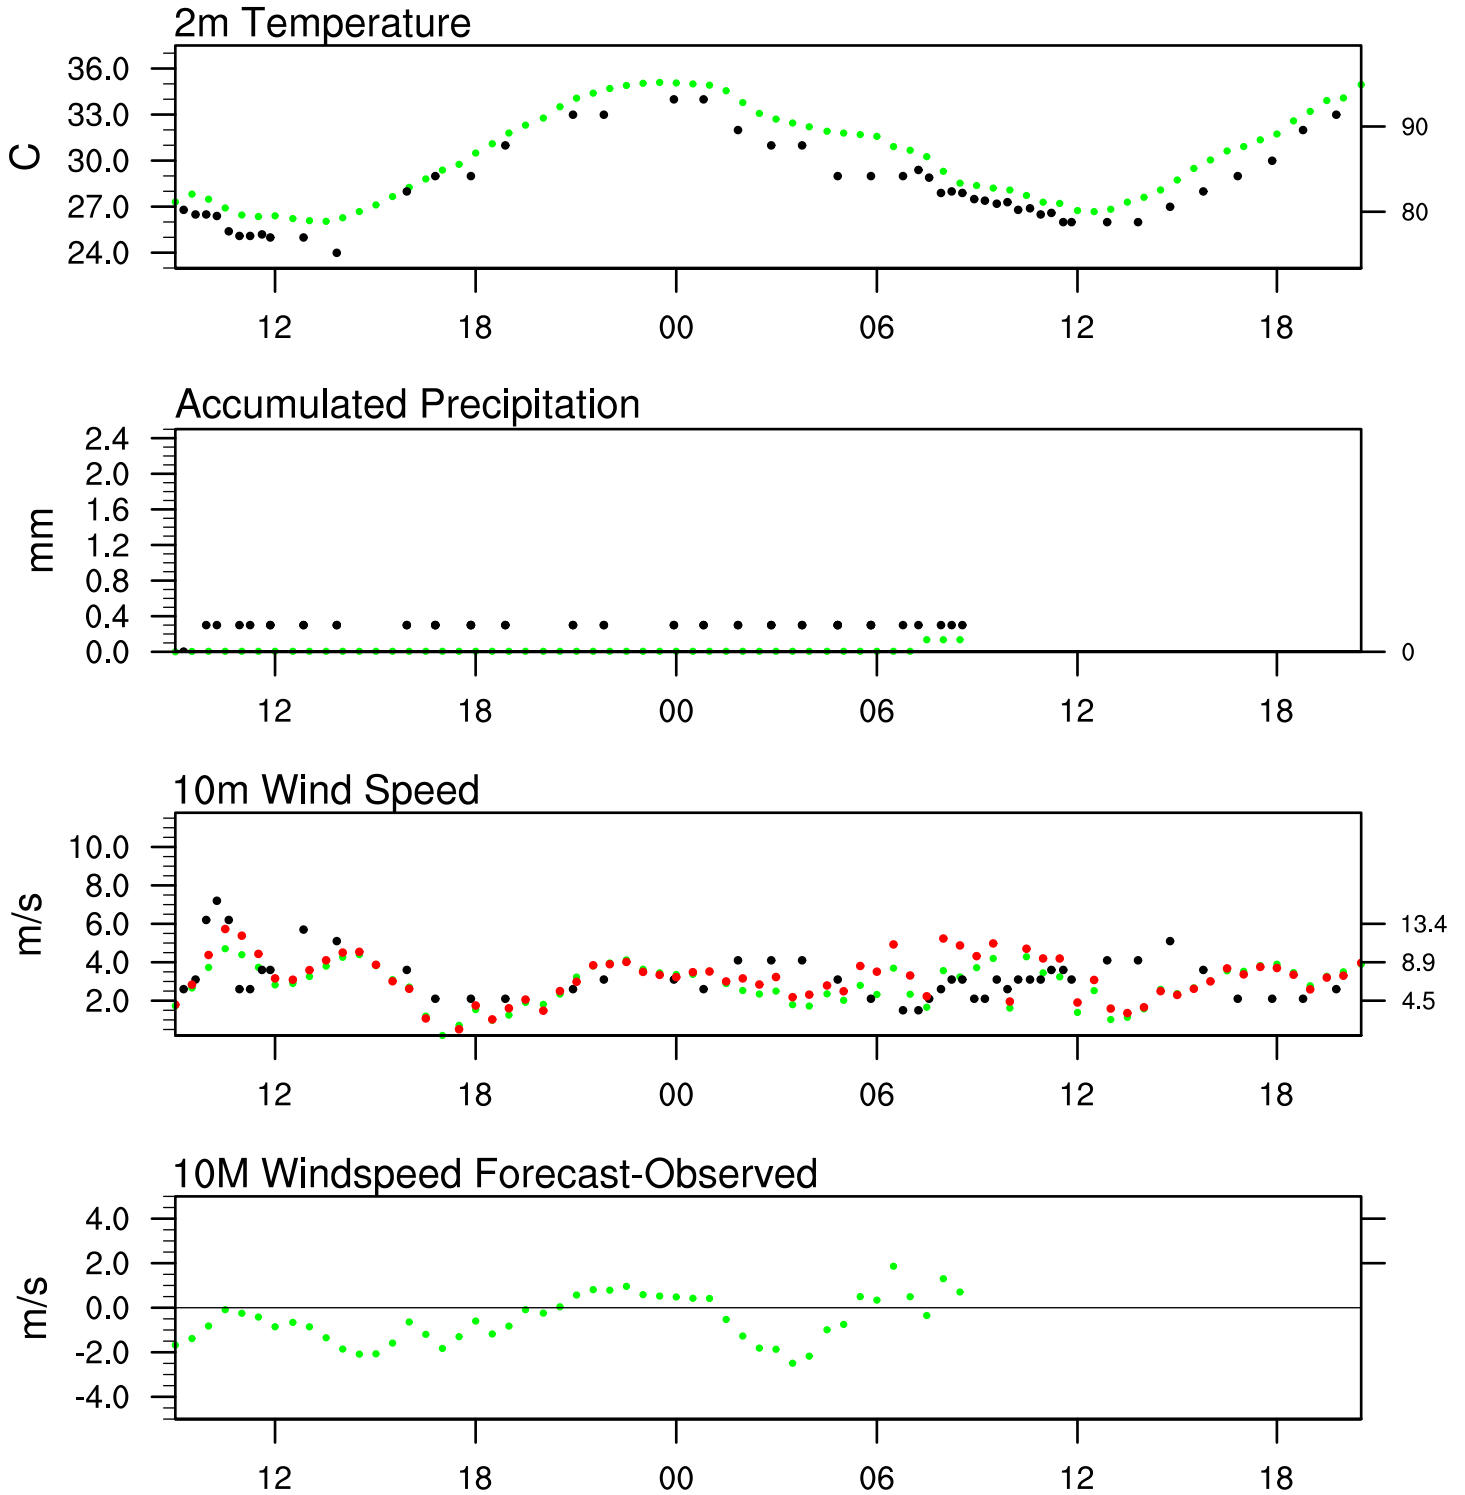 2m Temperature
36.0
33.0
30.0
27.0
24.0
C
90
80
12 18 00 06 12 18
Accumulated Precipitation
2.4
2.0
1.6
1.2
0.8
0.4
0.0
mm
0
12 18 00 06 12 18
10m Wind Speed
10.0
8.0
6.0
4.0
2.0
m/s
13.4
8.9
4.5
12 18 00 06 12 18
10M Windspeed Forecast-Observed
4.0
2.0
0.0
-2.0
-4.0
m/s
12 18 00 06 12 18